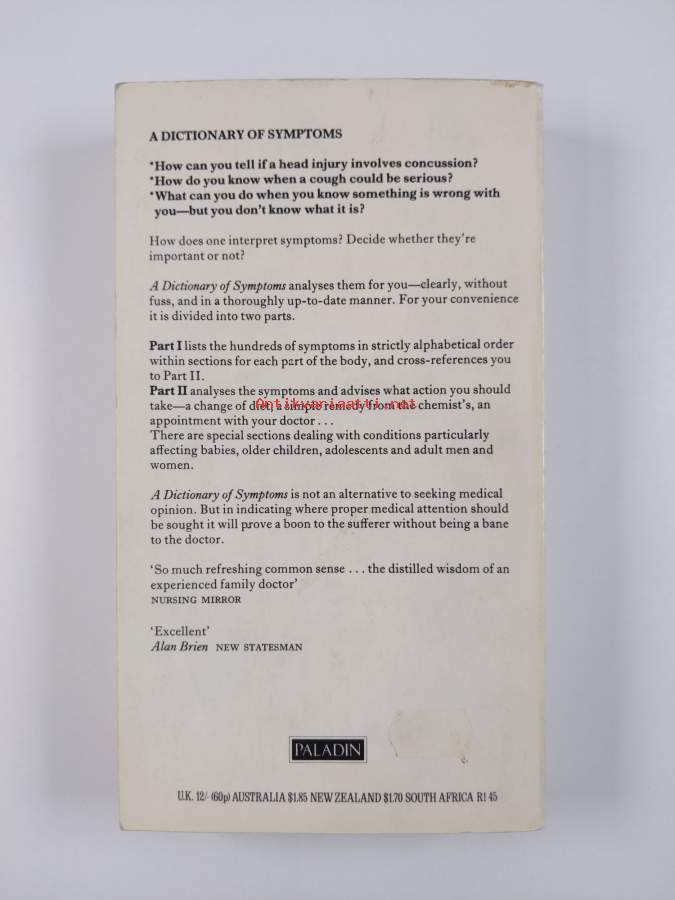 A DICTIONARY OF SYMPTOMS
*How can you tell if a head injury involves concussion?
*How do you know when a cough could be serious?
*What can you do when you know something is wrong with
you—but you don't know what it is?
How does one interpret symptoms? Decide whether they're
important or not?
A Dictionary of Symptoms analyses them for you—clearly, without
fuss, and in a thoroughly up-to-date manner. For your convenience
it is divided into two parts.
Part I lists the hundreds of symptoms in strictly alphabetical order
within sections for each part of the body, and cross-references you
to Part II.
Part II analyses the symptoms and advises what action you should
take—a change of diet, a simple remedy from the chemist's, an
Antikvariaatti.net
appointment with your doctor . . .
There are special sections dealing with conditions particularly
affecting babies, older children, adolescents and adult men and
women.
A Dictionary of Symptoms is not an alternative to seeking medical
opinion. But in indicating where proper medical attention should
be sought it will prove a boon to the sufferer without being a bane
to the doctor.
'So much refreshing common sense . . . the distilled wisdom of an
experienced family doctor'
NURSING MIRROR
'Excellent'
Alan Brien NEW STATESMAN
PALADIN
U.K. 12/- (60p) AUSTRALIA $1.85 NEW ZEALAND $1.70 SOUTH AFRICA R1 45